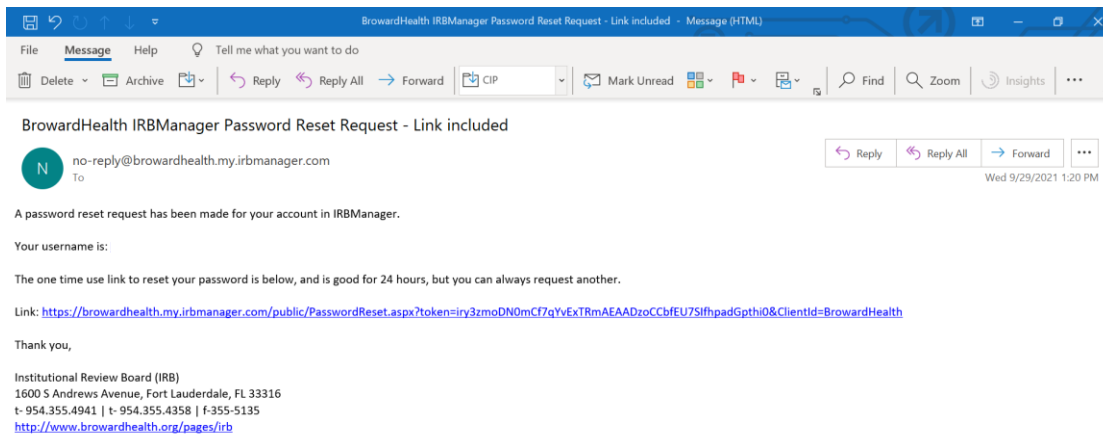 BrowardHealth IRBManager Password Reset Request - Link included - Message (HTML)
File Message Help Tell me what you want to do
Delete Archive Reply Reply All Forward CIP Mark Unread Find Zoom Insights
BrowardHealth IRBManager Password Reset Request - Link included
N
no-reply@browardhealth.my.irbmanager.com
To
Reply Reply All Forward
Wed 9/29/2021 1:20 PM
A password reset request has been made for your account in IRBManager.
Your username is:
The one time use link to reset your password is below, and is good for 24 hours, but you can always request another.
Link: https://browardhealth.my.irbmanager.com/public/PasswordReset.aspx?token=iry3zmoDN0mCf7qYvExTRmAEAADzoCCbfEU7SIfhpadGpthi0&ClientId=BrowardHealth
Thank you,
Institutional Review Board (IRB)
1600 S Andrews Avenue, Fort Lauderdale, FL 33316
t- 954.355.4941 | t- 954.355.4358 | f-355-5135
http://www.browardhealth.org/pages/irb